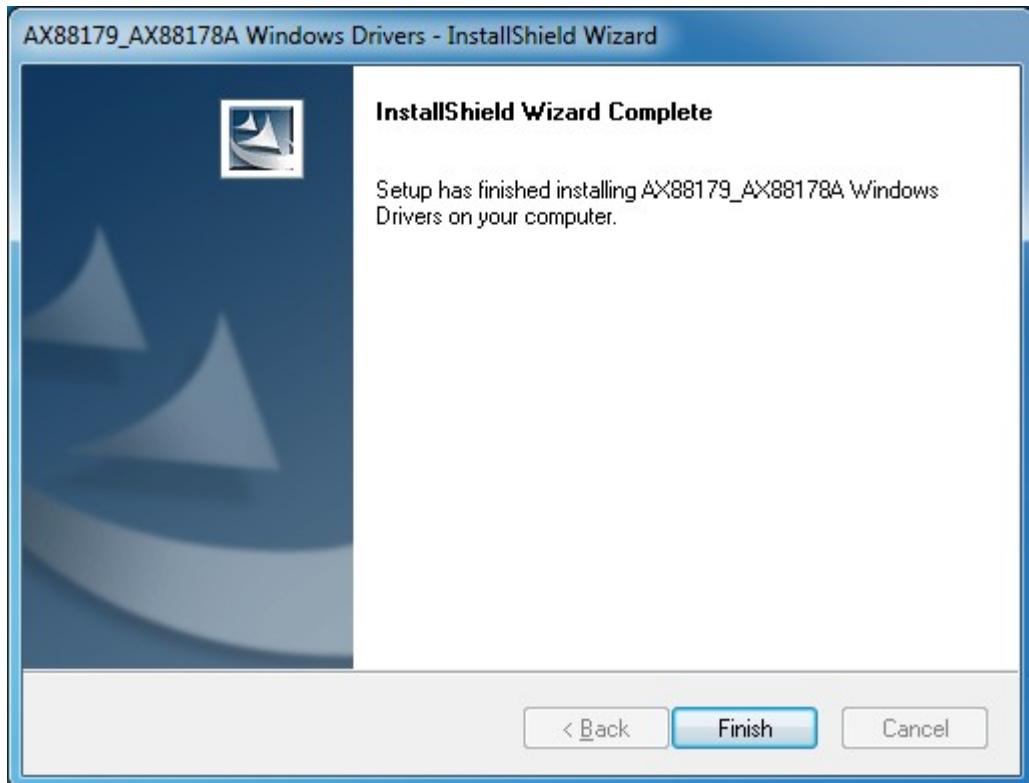 AX88179_AX88178A Windows Drivers - InstallShield Wizard
InstallShield Wizard Complete
Setup has finished installing AX88179_AX88178A Windows
Drivers on your computer.
< Back
Finish
Cancel